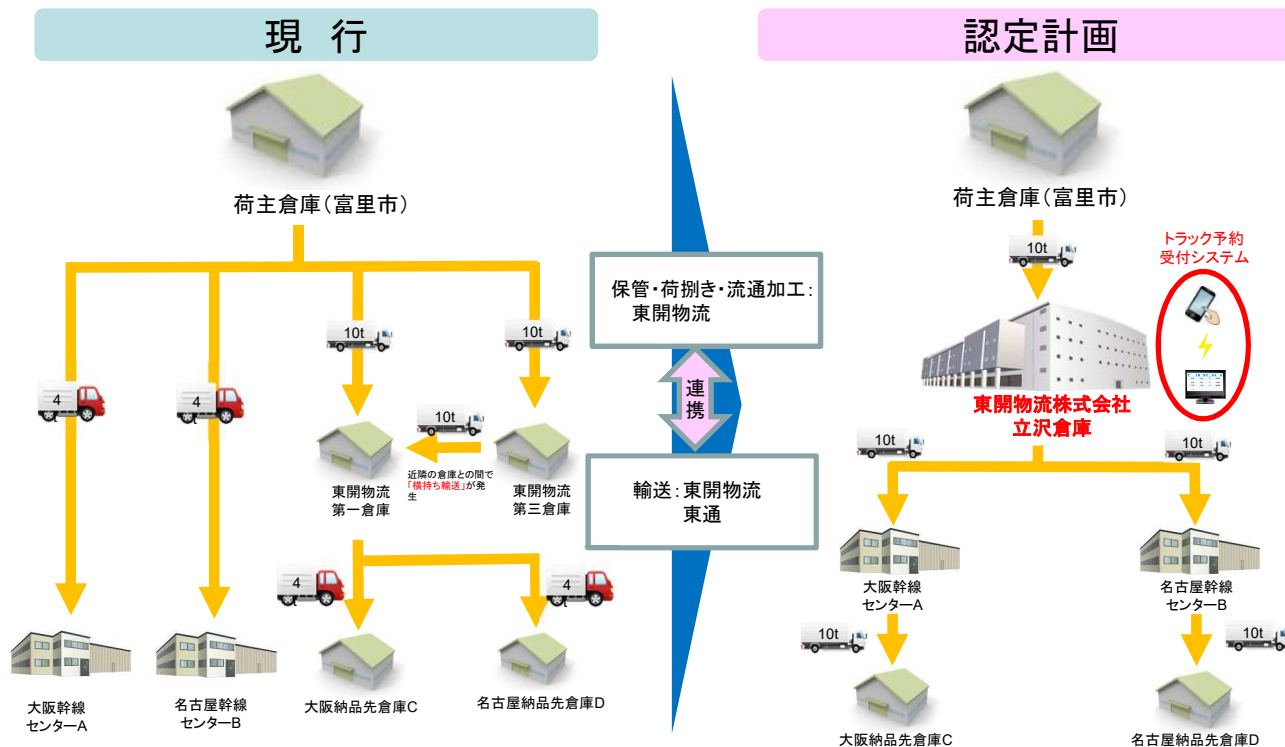 現 行
荷主倉庫(富里市)
10t
10t
4
t
4
t
10t
近隣の倉庫との間で
「横持ち輸送」が発
生
東開物流
第一倉庫
東開物流
第三倉庫
4
t
4
t
大阪幹線
センターA
名古屋幹線
センターB
大阪納品先倉庫C
名古屋納品先倉庫D
保管・荷捌き・流通加工:
東開物流
連
携
輸送:東開物流
東通
認定計画
荷主倉庫(富里市)
10t
トラック予約
受付システム
東開物流株式会社
立沢倉庫
10t
10t
大阪幹線
センターA
名古屋幹線
センターB
10t
10t
大阪納品先倉庫C
名古屋納品先倉庫D